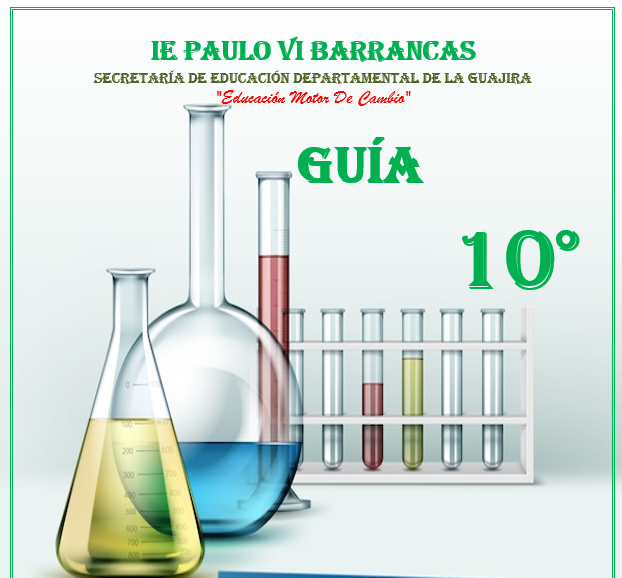 IE PAULO VI BARRANCAS
SECRETARÍA DE EDUCACIÓN DEPARTAMENTAL DE LA GUAJIRA
"Educación Motor De Cambio"
GUÍA
10°